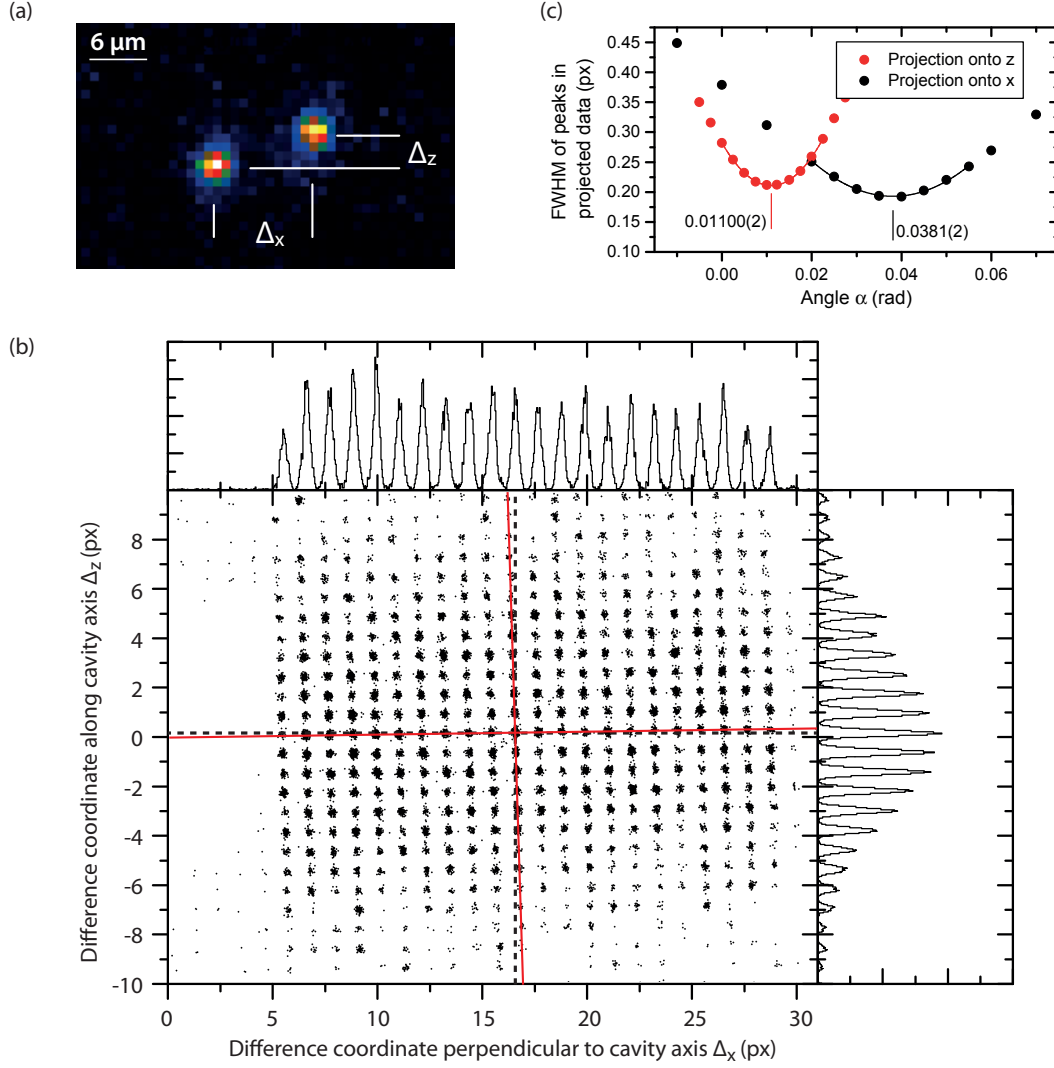 (a)
6 μm
Δz
Δx
(c)
FWHM of peaks in
projected data (px)
0.45
0.40
0.35
0.30
0.25
0.20
0.15
0.10
Projection onto z
Projection onto x
0.01100(2)
0.0381(2)
0.00
0.02
0.04
0.06
Angle α (rad)
(b)
Difference coordinate along cavity axis Δz (px)
8
6
4
2
0
-2
-4
-6
-8
-10
0
5
10
15
20
25
30
Difference coordinate perpendicular to cavity axis Δx (px)